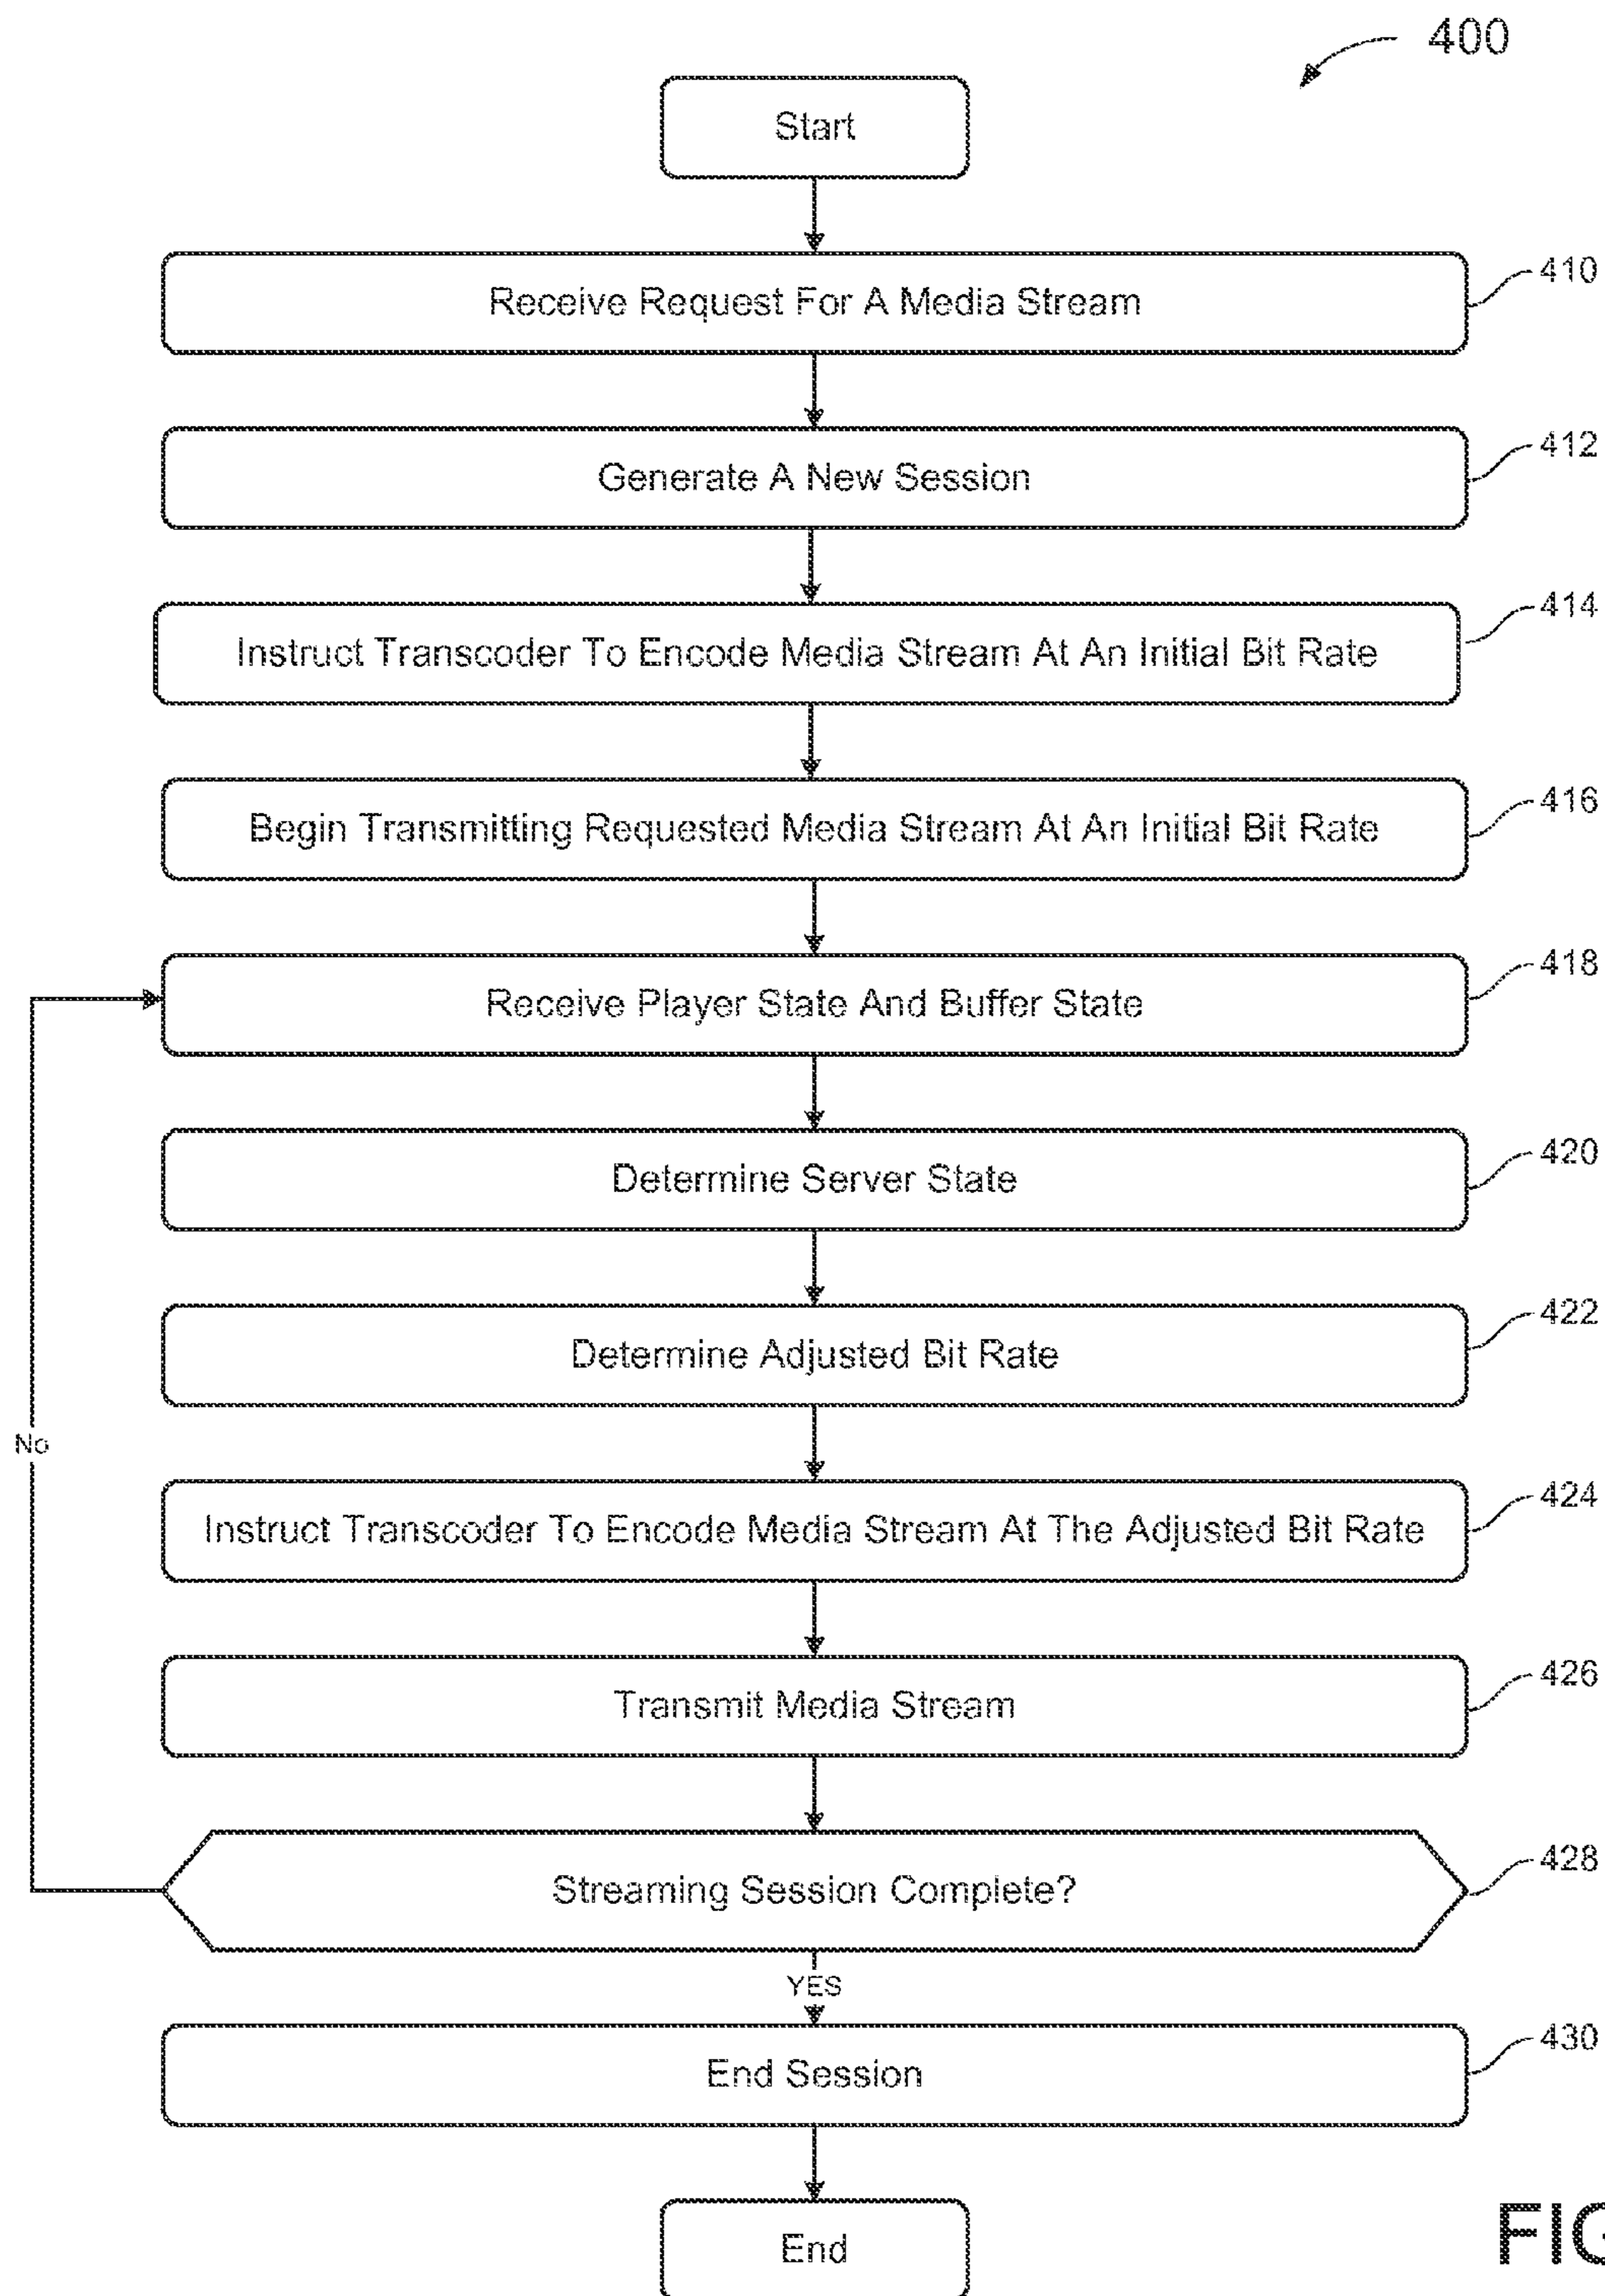 400
Start
Receive Request For A Media Stream
410
Generate A New Session
412
Instruct Transcoder To Encode Media Stream At An Initial Bit Rate
414
Begin Transmitting Requested Media Stream At An Initial Bit Rate
416
Receive Player State And Buffer State
418
Determine Server State
420
Determine Adjusted Bit Rate
422
No
Instruct Transcoder To Encode Media Stream At The Adjusted Bit Rate
424
Transmit Media Stream
426
Streaming Session Complete?
428
YES
End Session
430
End